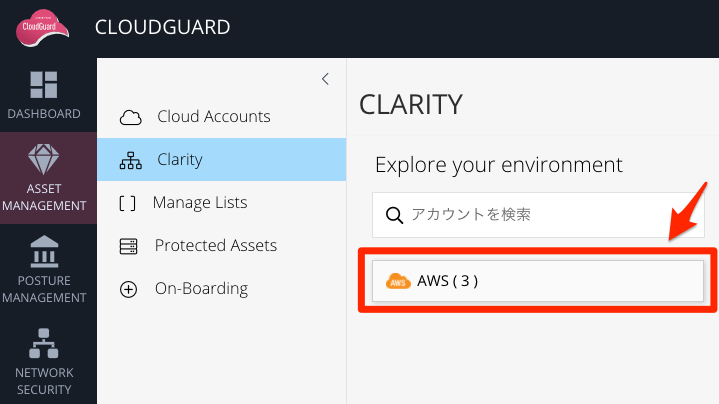 CloudGuard
CLOUDGUARD
DASHBOARD
ASSET
MANAGEMENT
POSTURE
MANAGEMENT
NETWORK
SECURITY
Cloud Accounts
Clarity
Manage Lists
Protected Assets
On-Boarding
CLARITY
Explore your environment
アカウントを検索
AWS
AWS ( 3 )